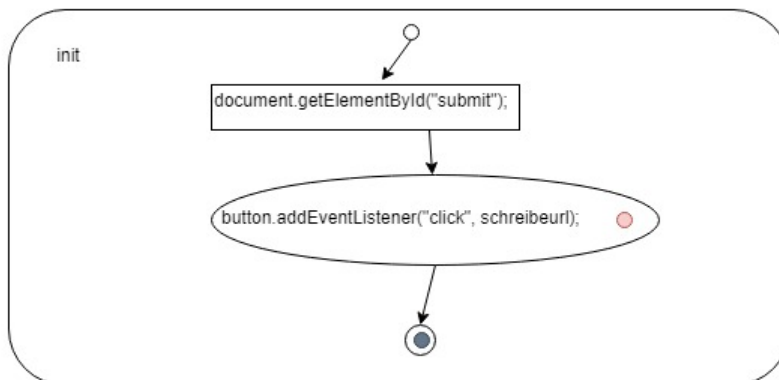 init
document.getElementById("submit");
button.addEventListener("click", schreibeurl);